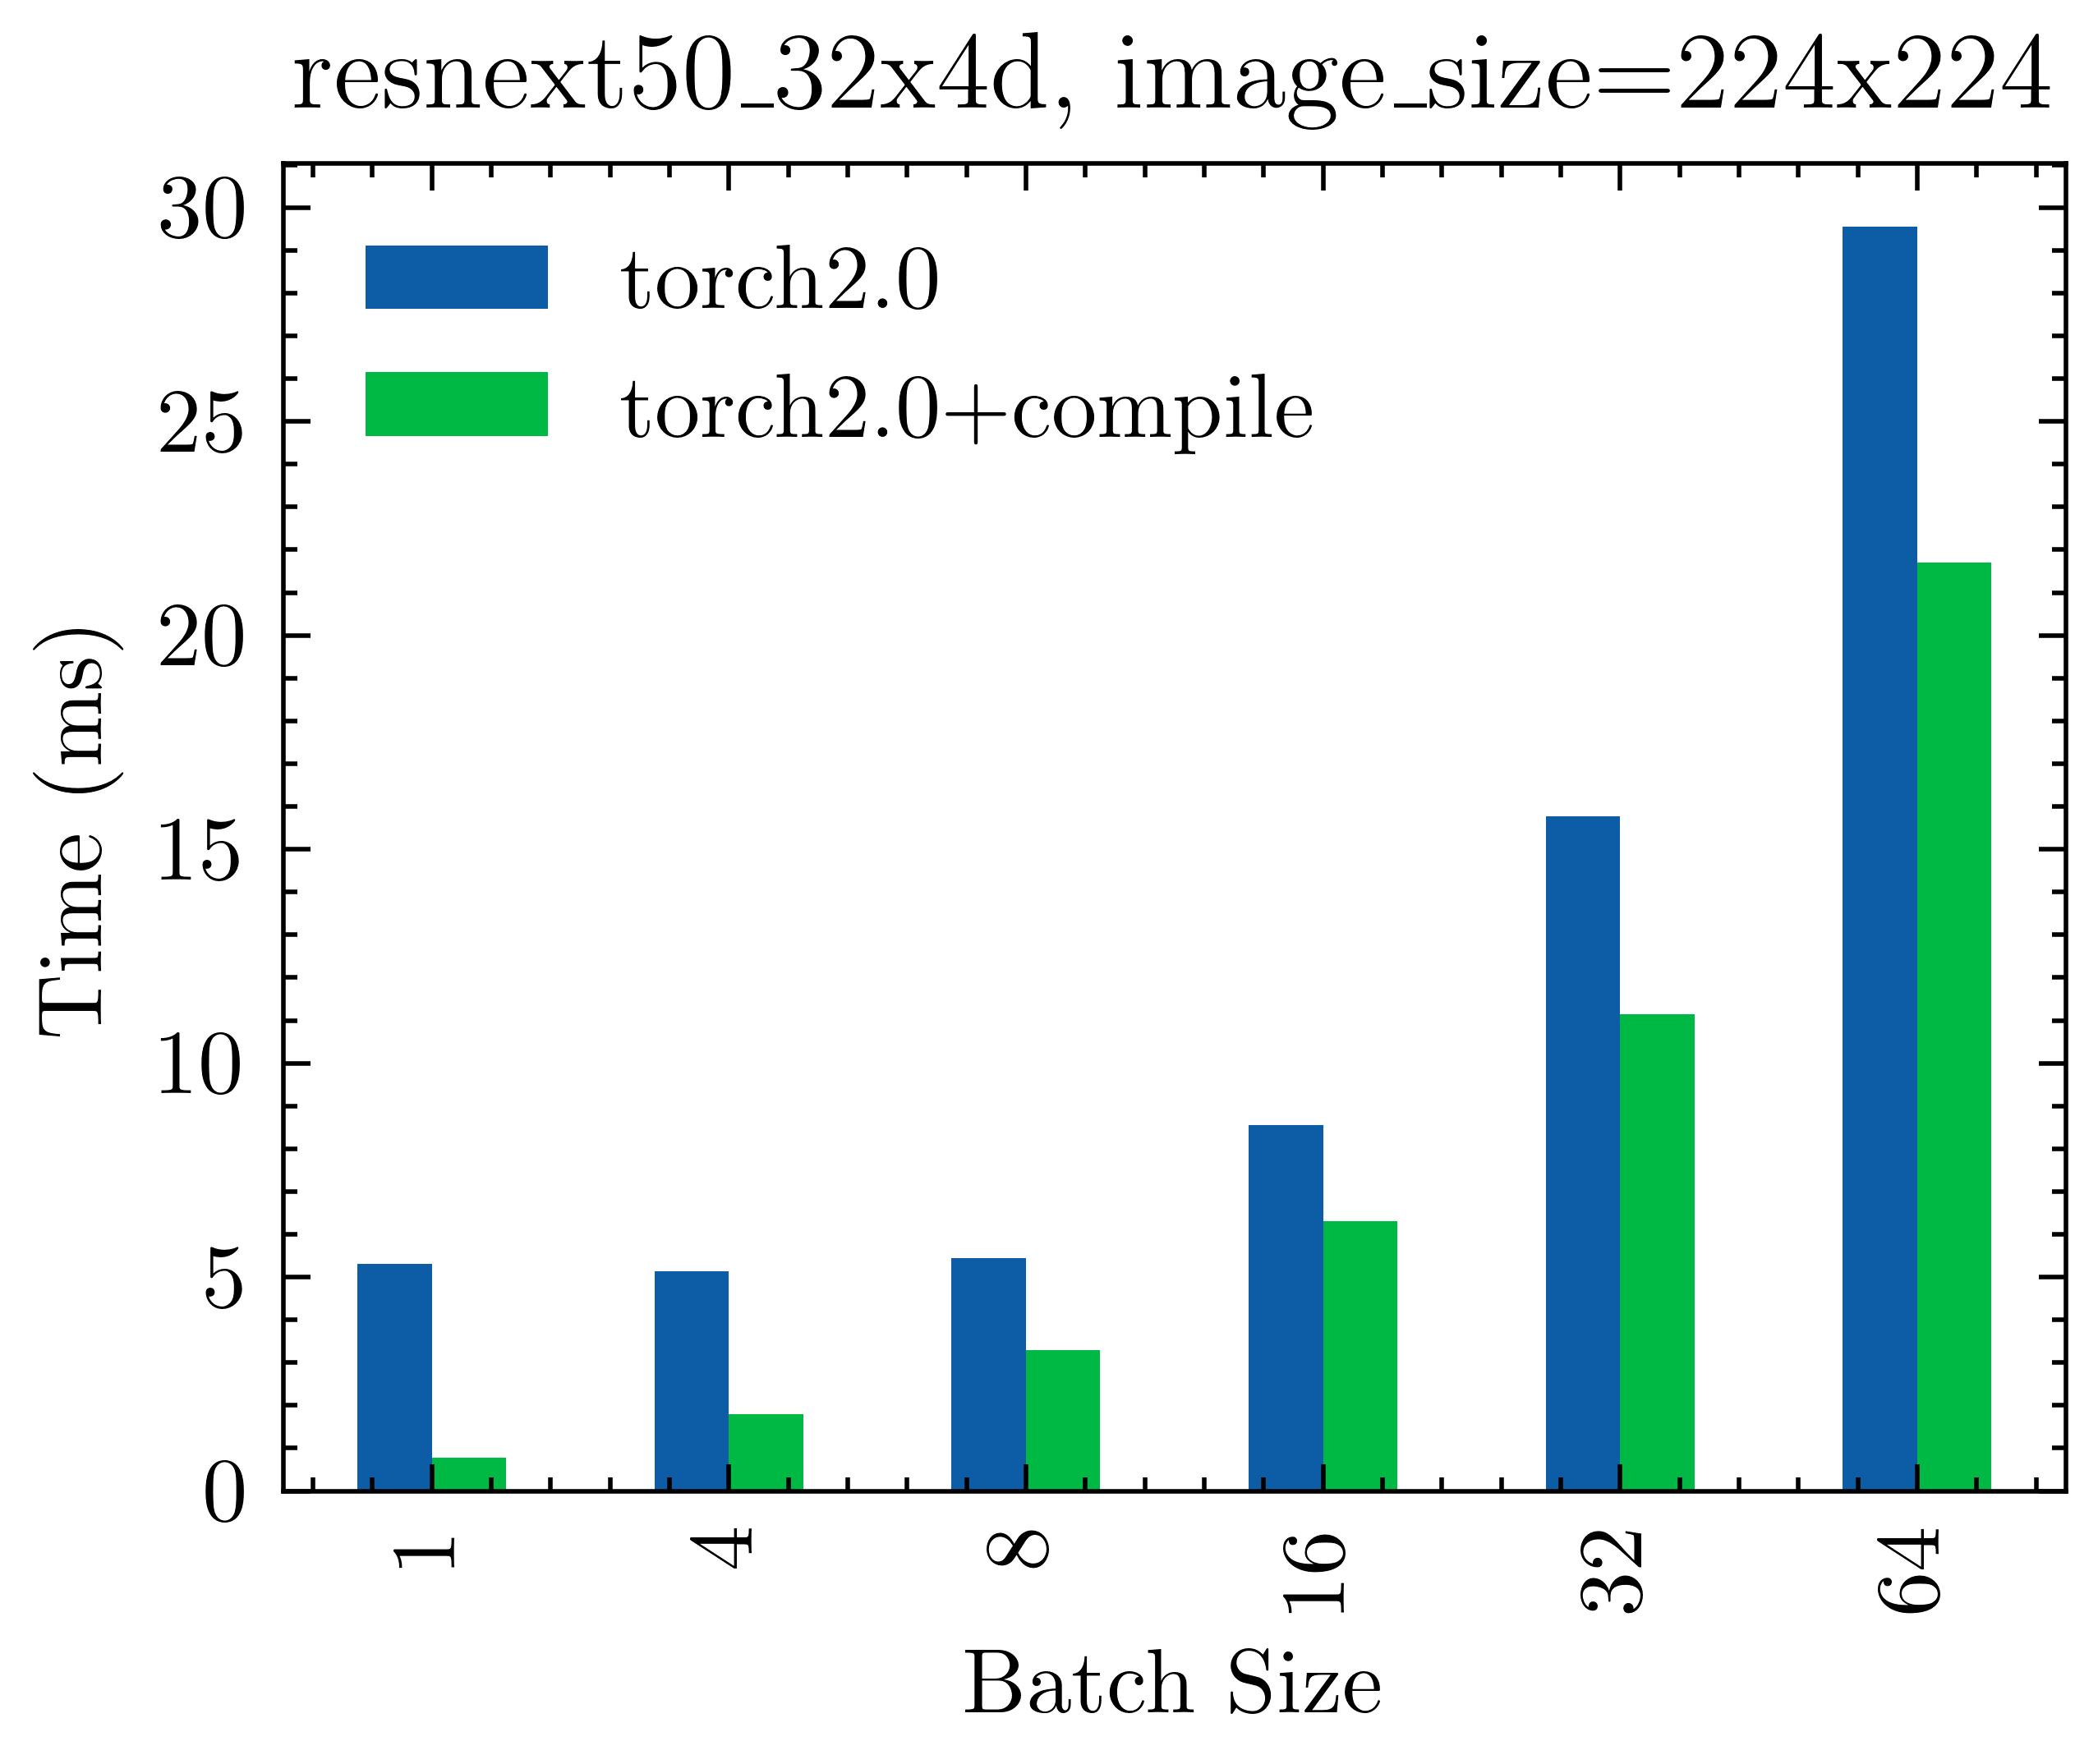 resnext50_32x4d, image_size=224x224
30
25
20
15
10
5
0
Time (ms)
torch2.0
torch2.0+compile
1 4 8 16 32 64
Batch Size